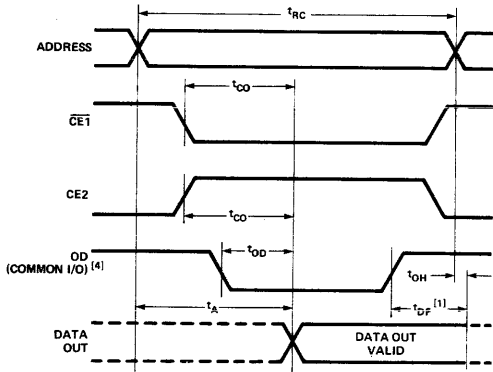 tRC
ADDRESS
tCO
CE1
CE2
tCO
OD
(COMMON I/O) [4]
tOD
tOH
tA
tDF [1]
DATA
OUT
DATA OUT
VALID